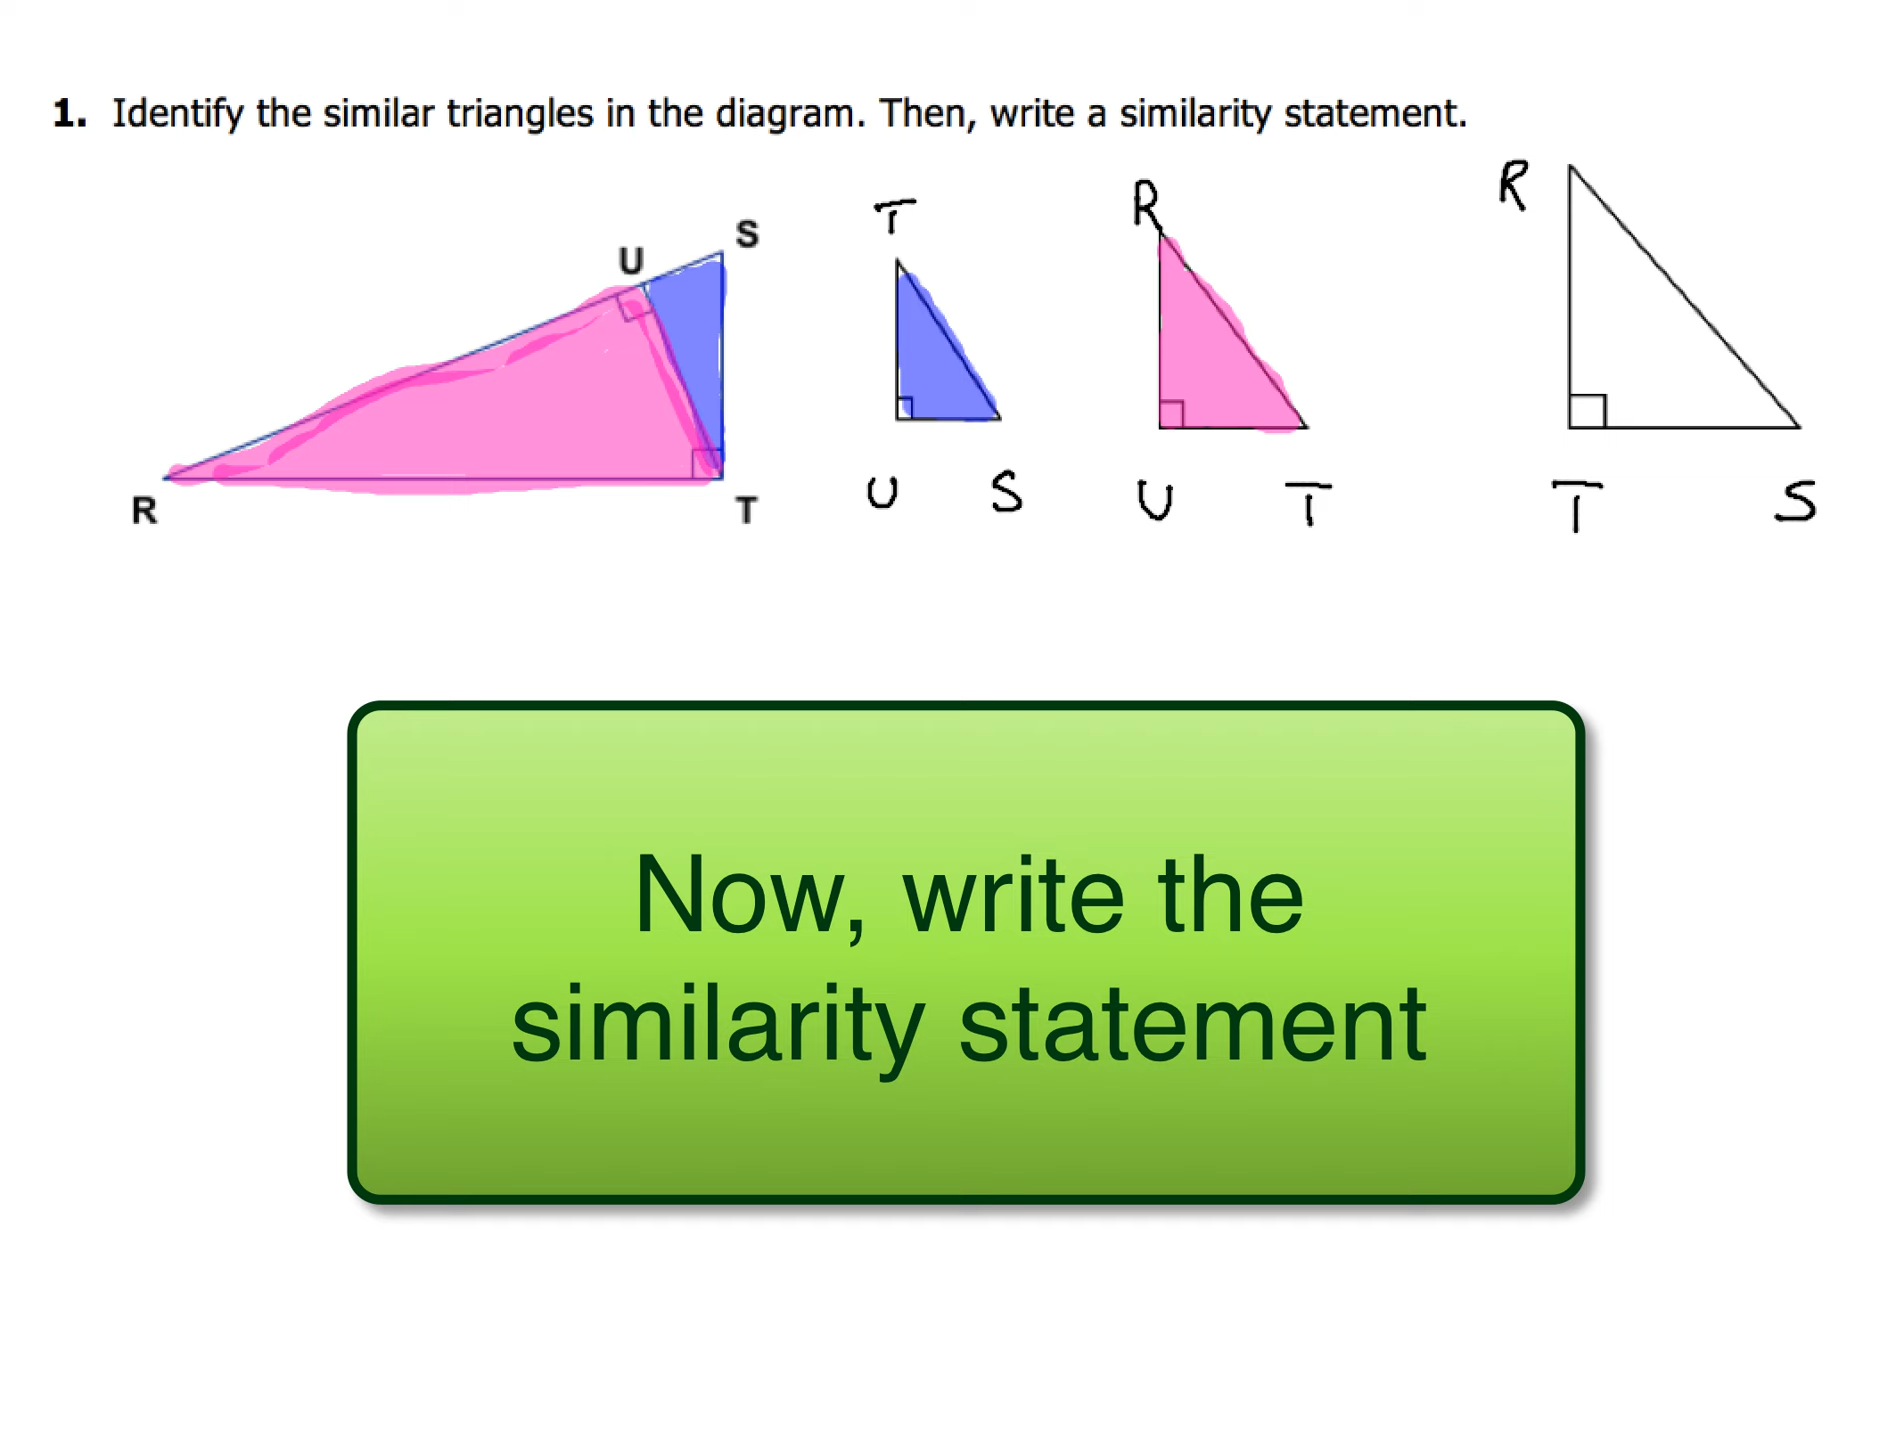 1. Identify the similar triangles in the diagram. Then, write a similarity statement.
S
U
R
T
T
U S
R
U T
R
T S
Now, write the
similarity statement